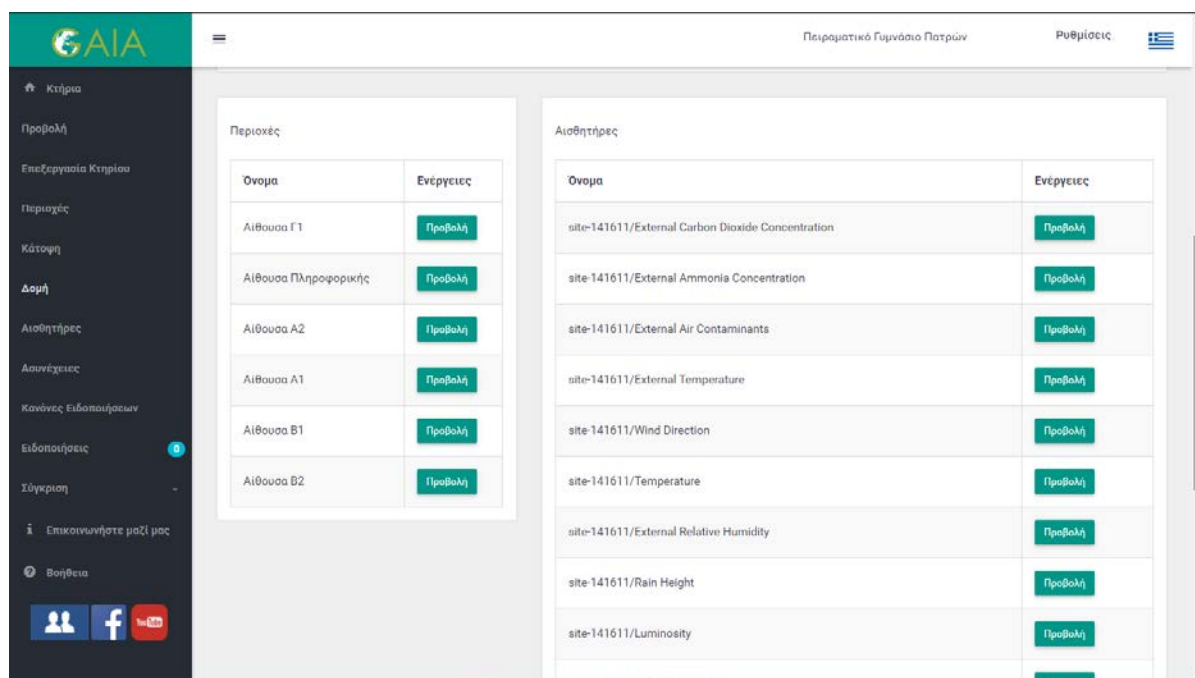 GAIA
Πειραματικό Γυμνάσιο Πατρών
Ρυθμίσεις
Κτήρια
Προβολή
Επεξεργασία Κτηρίου
Περιοχές
Κάτοψη
Δομή
Αισθητήρες
Ασυνέχειες
Κανόνες Ειδοποιήσεων
Ειδοποιήσεις 0
Σύγκριση
Επικοινωνήστε μαζί μας
Βοήθεια
Περιοχές
Όνομα Ενέργειες
Αίθουσα Γ1 Προβολή
Αίθουσα Πληροφορικής Προβολή
Αίθουσα Α2 Προβολή
Αίθουσα Α1 Προβολή
Αίθουσα Β1 Προβολή
Αίθουσα Β2 Προβολή
Αισθητήρες
Όνομα Ενέργειες
site-141611/External Carbon Dioxide Concentration Προβολή
site-141611/External Ammonia Concentration Προβολή
site-141611/External Air Contaminants Προβολή
site-141611/External Temperature Προβολή
site-141611/Wind Direction Προβολή
site-141611/Temperature Προβολή
site-141611/External Relative Humidity Προβολή
site-141611/Rain Height Προβολή
site-141611/Luminosity Προβολή